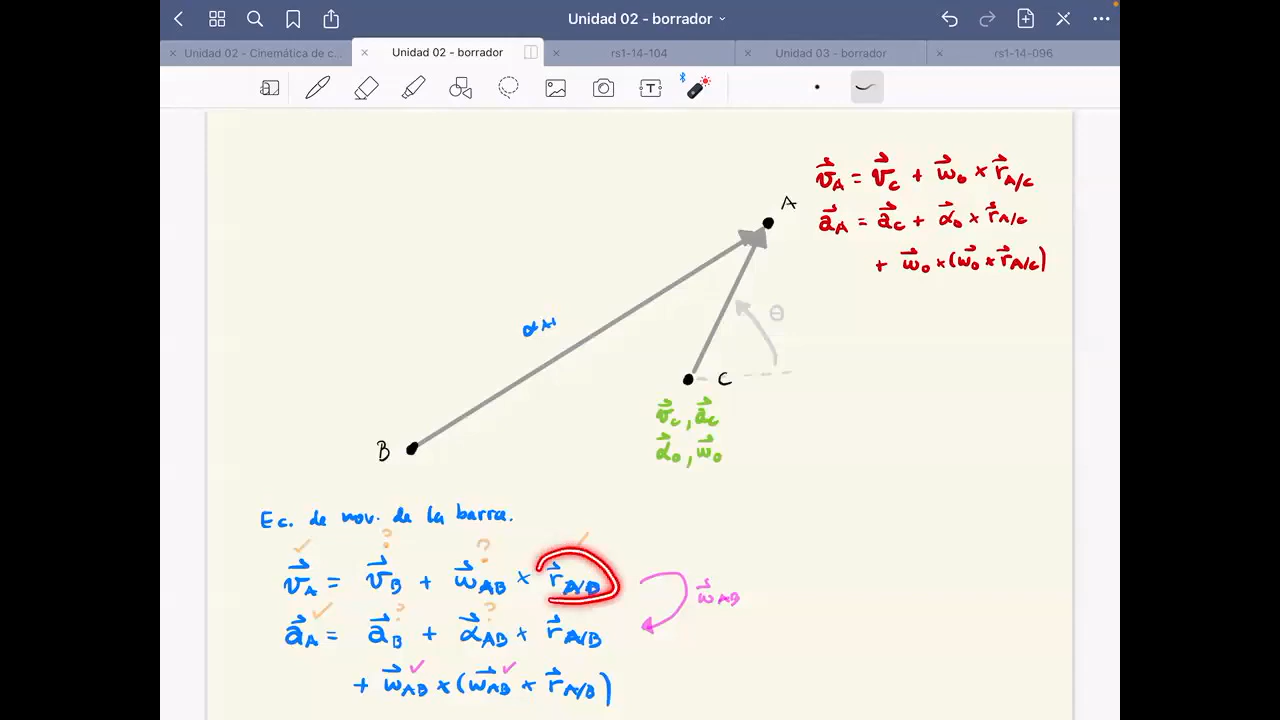 Unidad 02 - borrador
Unidad 02 - Cinemática de c...
Unidad 02 - borrador
rs1-14-104
Unidad 03 - borrador
rs1-14-096
T
v⃗A = v⃗C + w⃗0 × r⃗A/C
a⃗A = a⃗C + α⃗0 × r⃗A/C
+ w⃗0 × (w⃗0 × r⃗A/C)
A
θ
C
v⃗C, a⃗C
α⃗0, w⃗0
B
Ec. de mov. de la barra.
✓ ? ? ✓
v⃗A = v⃗B + w⃗AB × r⃗A/B
w⃗AB
✓ ? ?
a⃗A = a⃗B + α⃗AB × r⃗A/B
✓ ✓
+ w⃗AB × (w⃗AB × r⃗A/B)